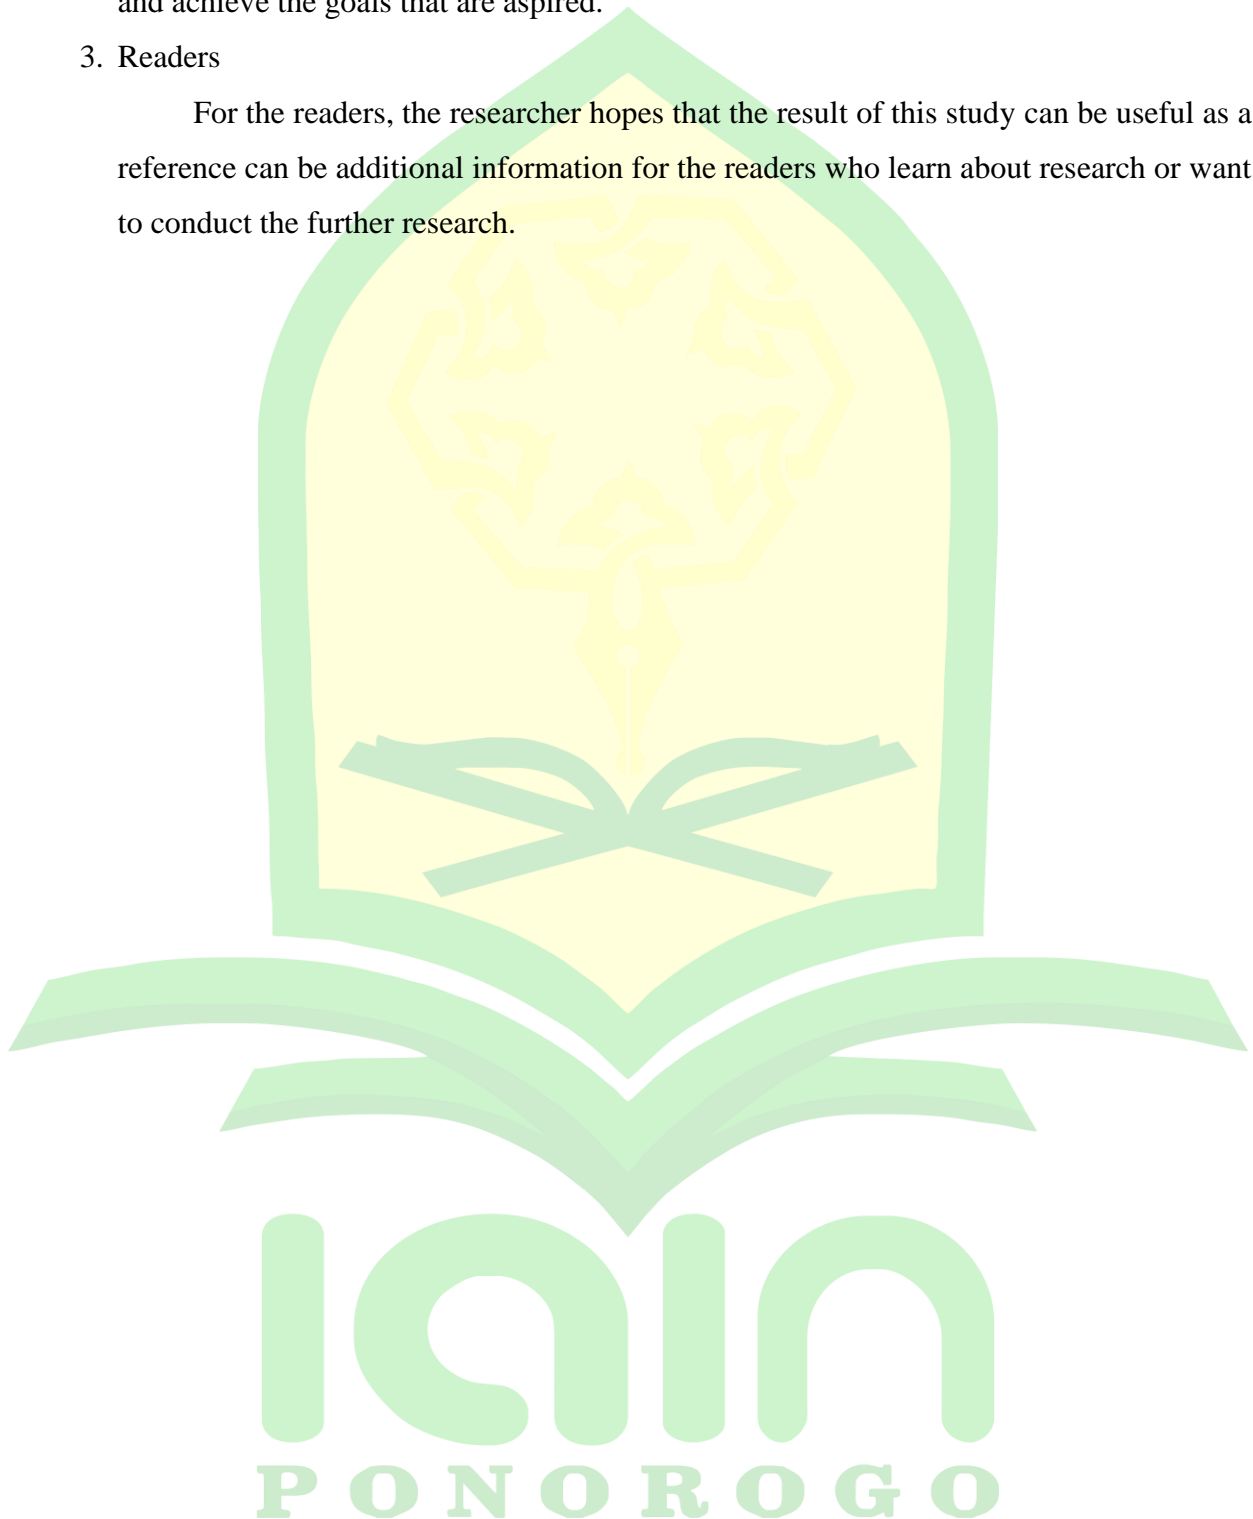 and achieve the goals that are aspired.
3. Readers
For the readers, the researcher hopes that the result of this study can be useful as a
reference can be additional information for the readers who learn about research or want
to conduct the further research.
iain
PONOROGO